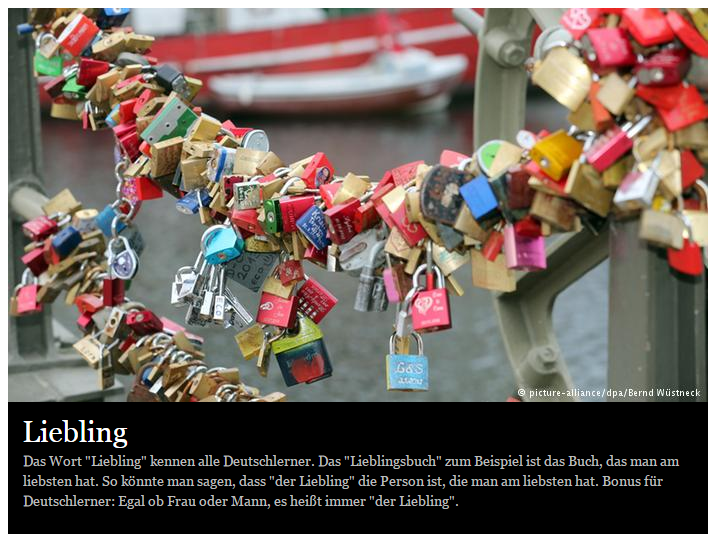 L&S
© picture-alliance/dpa/Bernd Wüstneck
Liebling
Das Wort "Liebling" kennen alle Deutschlerner. Das "Lieblingsbuch" zum Beispiel ist das Buch, das man am
liebsten hat. So könnte man sagen, dass "der Liebling" die Person ist, die man am liebsten hat. Bonus für
Deutschlerner: Egal ob Frau oder Mann, es heißt immer "der Liebling".